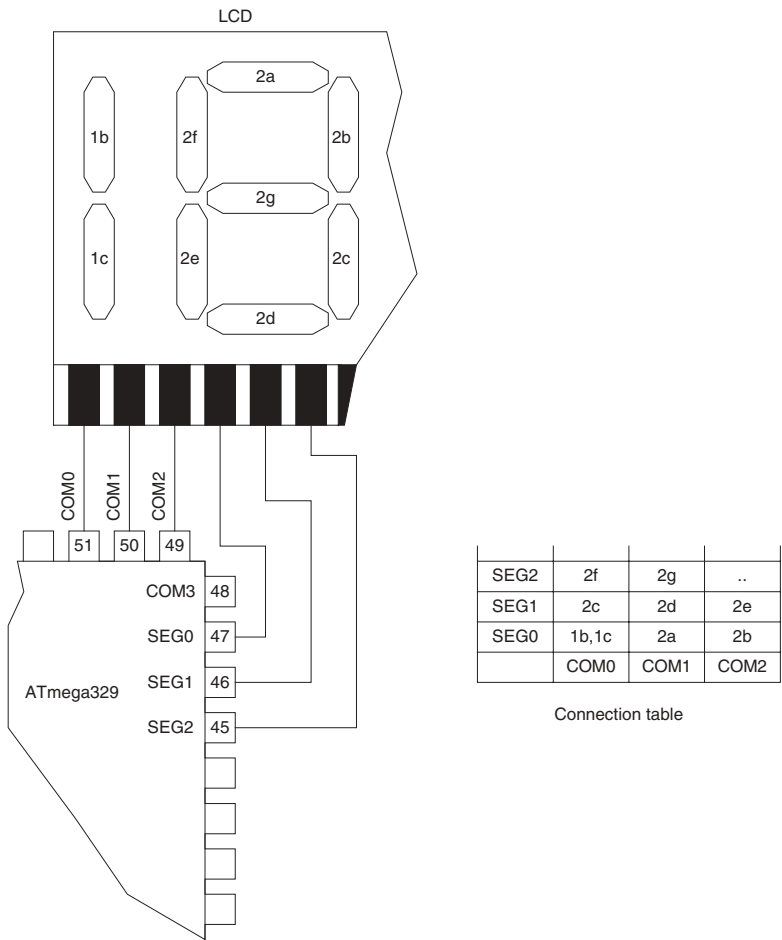 LCD
2a
1b 2f 2b
2g
1c 2e 2c
2d
COM0 COM1 COM2
51 50 49
COM3 48
SEG0 47
SEG1 46
ATmega329
SEG2 45
SEG2 2f 2g ..
SEG1 2c 2d 2e
SEG0 1b,1c 2a 2b
COM0 COM1 COM2
Connection table